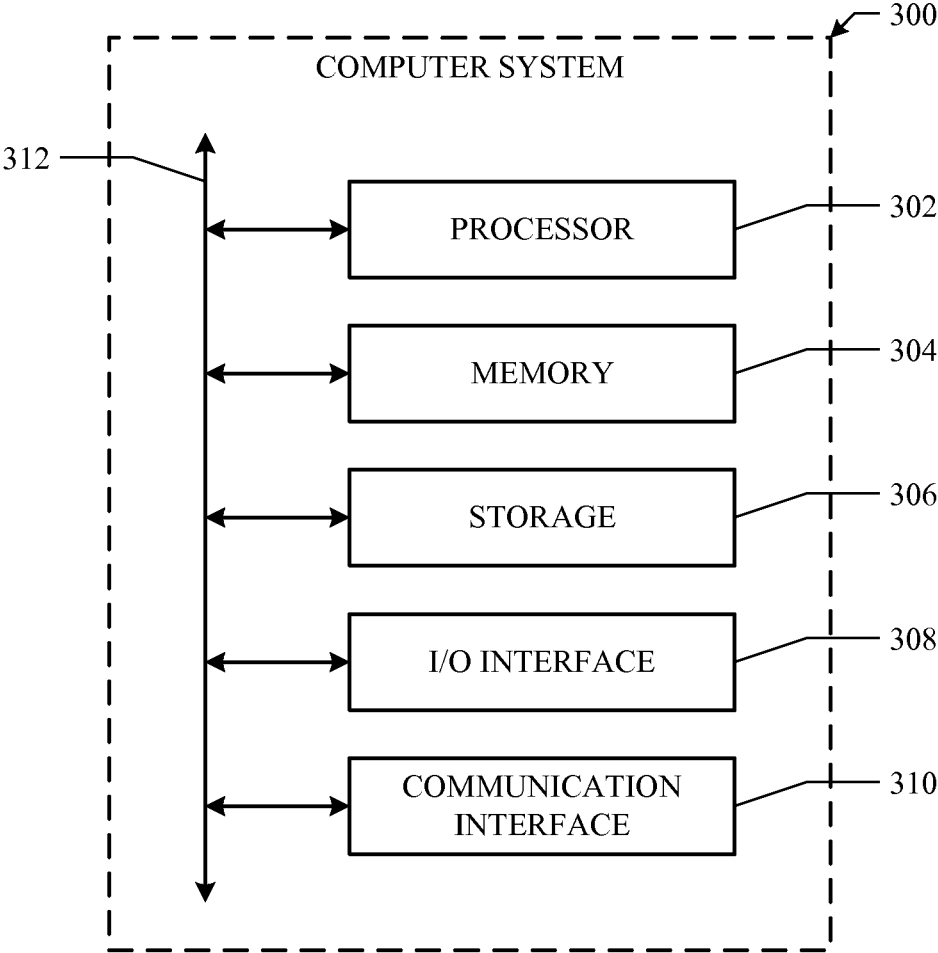 300
COMPUTER SYSTEM
312
PROCESSOR
302
MEMORY
304
STORAGE
306
I/O INTERFACE
308
COMMUNICATION
INTERFACE
310